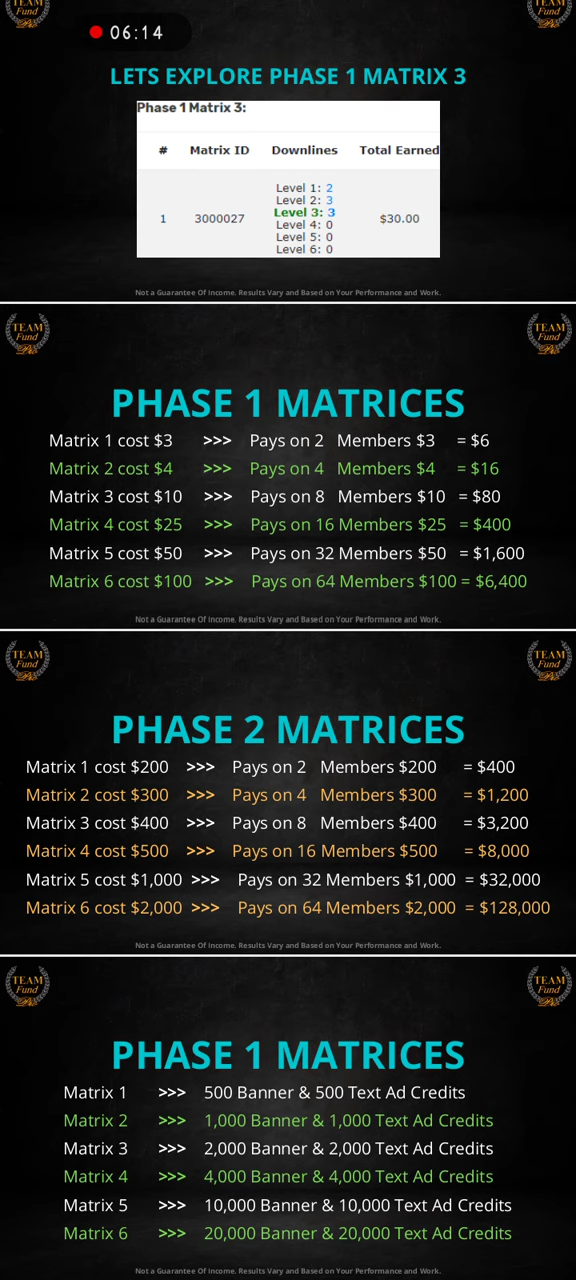 TEAM
Fund
TEAM
Fund
06:14
LETS EXPLORE PHASE 1 MATRIX 3
Phase 1 Matrix 3:
# Matrix ID Downlines Total Earned
Level 1: 2
Level 2: 3
Level 3: 3
1 3000027 $30.00
Level 4: 0
Level 5: 0
Level 6: 0
Not a Guarantee Of Income. Results Vary and Based on Your Performance and Work.
TEAM
Fund
TEAM
Fund
PHASE 1 MATRICES
Matrix 1 cost $3 >>> Pays on 2 Members $3 = $6
Matrix 2 cost $4 >>> Pays on 4 Members $4 = $16
Matrix 3 cost $10 >>> Pays on 8 Members $10 = $80
Matrix 4 cost $25 >>> Pays on 16 Members $25 = $400
Matrix 5 cost $50 >>> Pays on 32 Members $50 = $1,600
Matrix 6 cost $100 >>> Pays on 64 Members $100 = $6,400
Not a Guarantee Of Income. Results Vary and Based on Your Performance and Work.
TEAM
Fund
TEAM
Fund
PHASE 2 MATRICES
Matrix 1 cost $200 >>> Pays on 2 Members $200 = $400
Matrix 2 cost $300 >>> Pays on 4 Members $300 = $1,200
Matrix 3 cost $400 >>> Pays on 8 Members $400 = $3,200
Matrix 4 cost $500 >>> Pays on 16 Members $500 = $8,000
Matrix 5 cost $1,000 >>> Pays on 32 Members $1,000 = $32,000
Matrix 6 cost $2,000 >>> Pays on 64 Members $2,000 = $128,000
Not a Guarantee Of Income. Results Vary and Based on Your Performance and Work.
TEAM
Fund
TEAM
Fund
PHASE 1 MATRICES
Matrix 1 >>> 500 Banner & 500 Text Ad Credits
Matrix 2 >>> 1,000 Banner & 1,000 Text Ad Credits
Matrix 3 >>> 2,000 Banner & 2,000 Text Ad Credits
Matrix 4 >>> 4,000 Banner & 4,000 Text Ad Credits
Matrix 5 >>> 10,000 Banner & 10,000 Text Ad Credits
Matrix 6 >>> 20,000 Banner & 20,000 Text Ad Credits
Not a Guarantee Of Income. Results Vary and Based on Your Performance and Work.